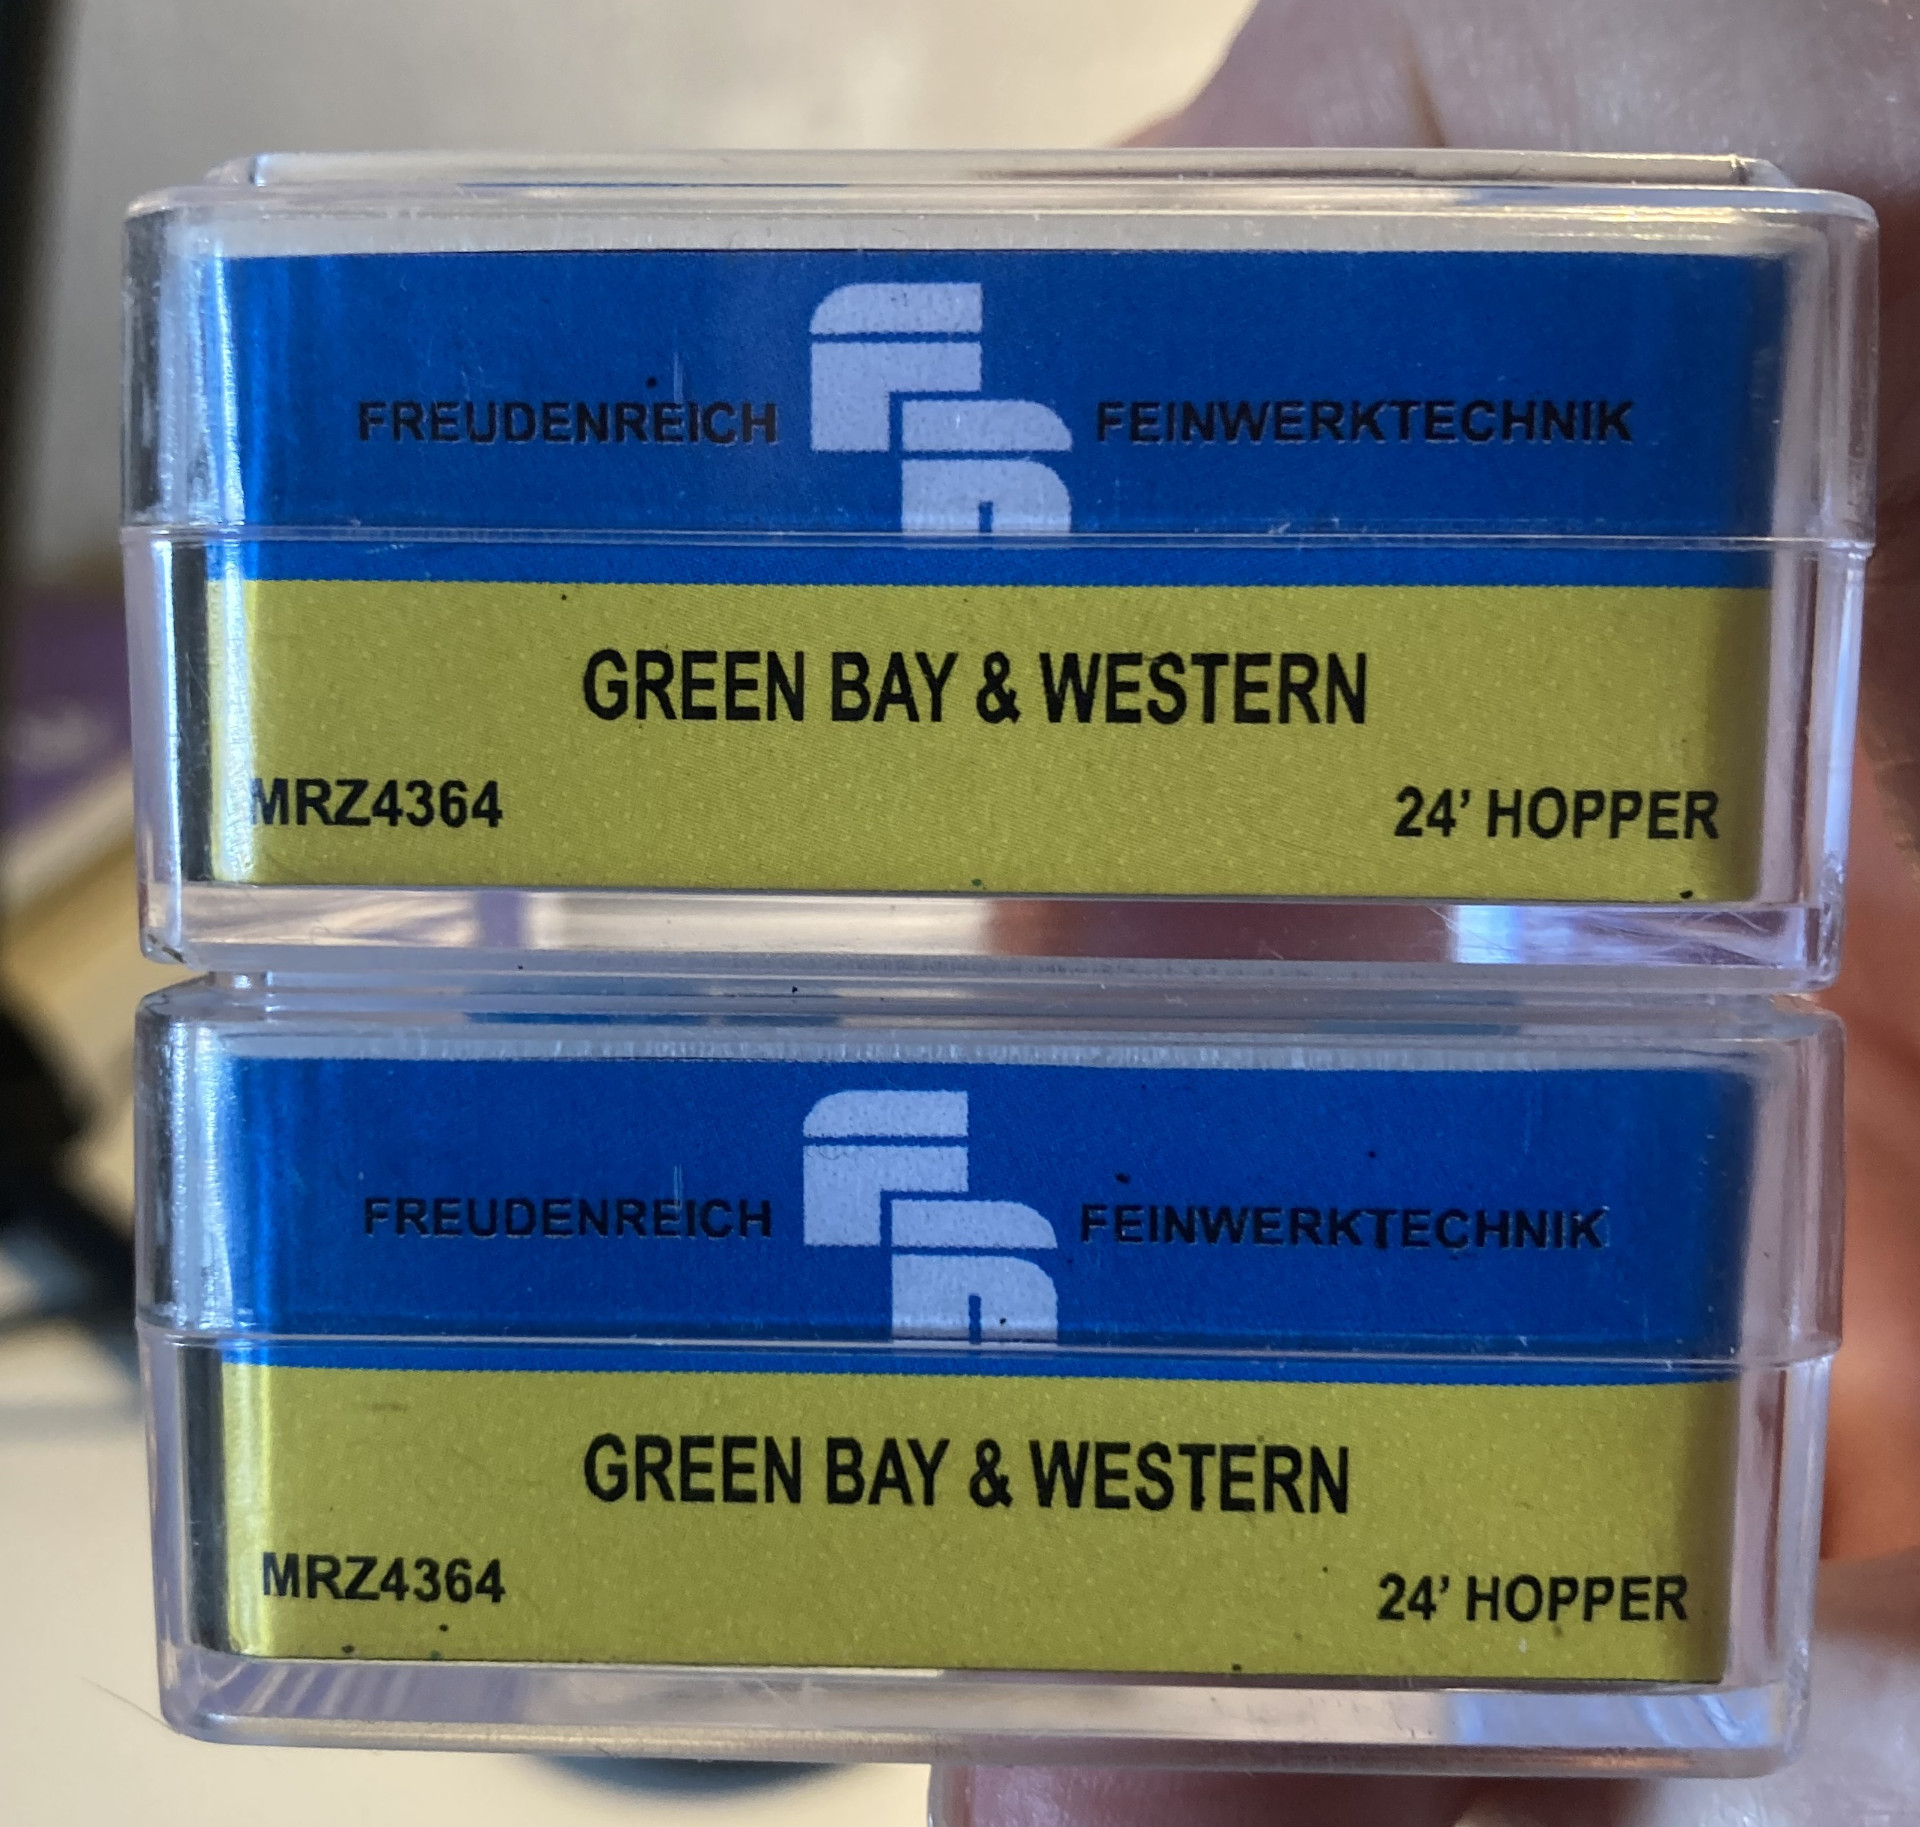 FREUDENREICH FEINWERKTECHNIK
GREEN BAY & WESTERN
MRZ4364 24’ HOPPER
FREUDENREICH FEINWERKTECHNIK
GREEN BAY & WESTERN
MRZ4364 24’ HOPPER